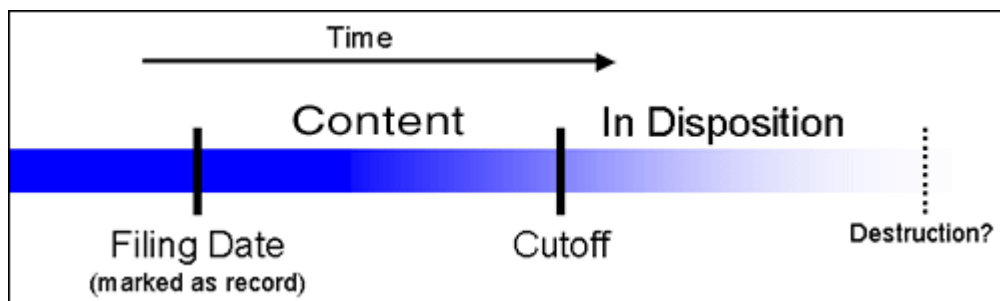 Time
Content
In Disposition
Filing Date
(marked as record)
Cutoff
Destruction?